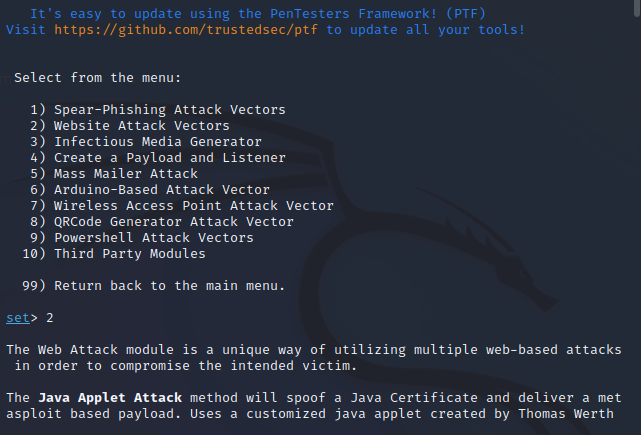 It's easy to update using the PenTesters Framework! (PTF)
Visit https://github.com/trustedsec/ptf to update all your tools!
Select from the menu:
1) Spear-Phishing Attack Vectors
2) Website Attack Vectors
3) Infectious Media Generator
4) Create a Payload and Listener
5) Mass Mailer Attack
6) Arduino-Based Attack Vector
7) Wireless Access Point Attack Vector
8) QRCode Generator Attack Vector
9) Powershell Attack Vectors
10) Third Party Modules
99) Return back to the main menu.
set> 2
The Web Attack module is a unique way of utilizing multiple web-based attacks
in order to compromise the intended victim.
The Java Applet Attack method will spoof a Java Certificate and deliver a met
asploit based payload. Uses a customized java applet created by Thomas Werth